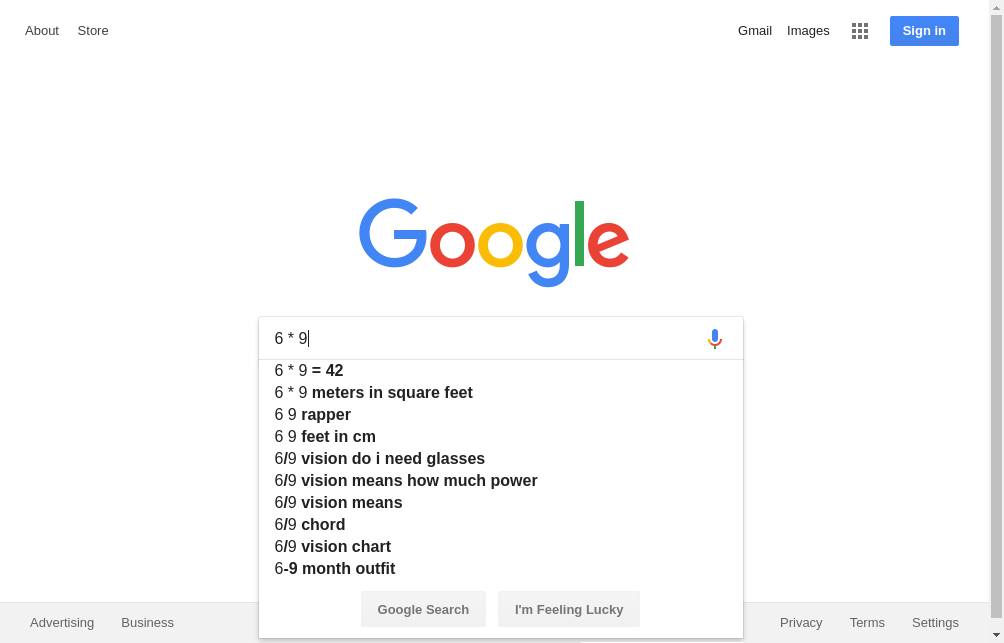 About Store Gmail Images Sign in
Google
6 * 9
6 * 9 = 42
6 * 9 meters in square feet
6 9 rapper
6 9 feet in cm
6/9 vision do i need glasses
6/9 vision means how much power
6/9 vision means
6/9 chord
6/9 vision chart
6-9 month outfit
Google Search I'm Feeling Lucky
Advertising Business Privacy Terms Settings